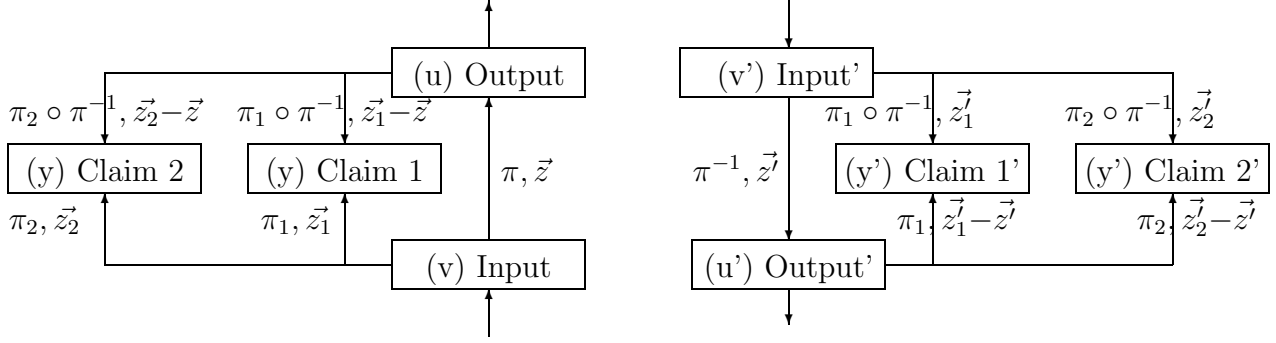 (u) Output
(v') Input'
π₂ ∘ π⁻¹, z⃗₂−z⃗
π₁ ∘ π⁻¹, z⃗₁−z⃗
π₁ ∘ π⁻¹, z⃗′₁
π₂ ∘ π⁻¹, z⃗′₂
(y) Claim 2
(y) Claim 1
π, z⃗
π⁻¹, z⃗′
(y') Claim 1'
(y') Claim 2'
π₂, z⃗₂
π₁, z⃗₁
π₁, z⃗′₁−z⃗′
π₂, z⃗′₂−z⃗′
(v) Input
(u') Output'